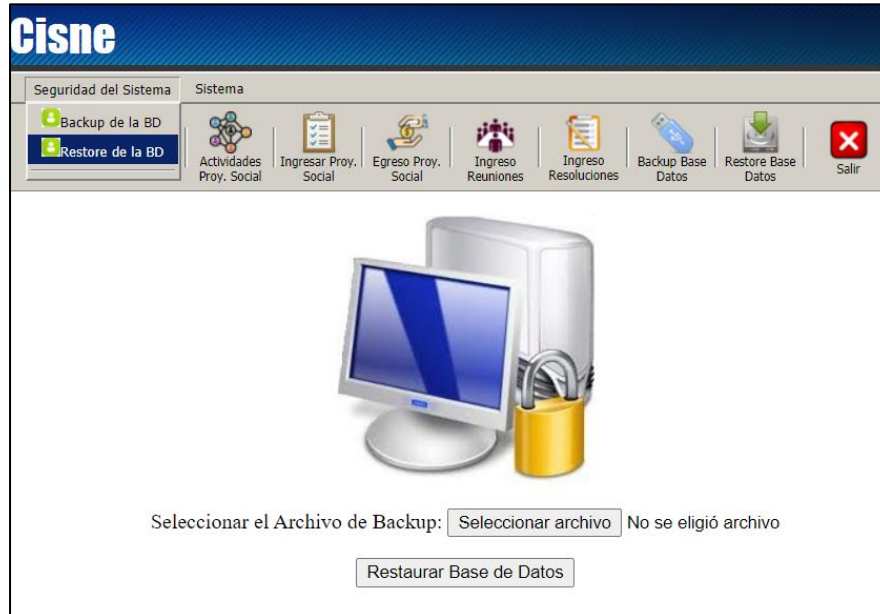 Cisne
Seguridad del Sistema Sistema
Backup de la BD
Restore de la BD
Actividades
Proy. Social
Ingresar Proy.
Social
Egreso Proy.
Social
Ingreso
Reuniones
Ingreso
Resoluciones
Backup Base
Datos
Restore Base
Datos
Salir
Seleccionar el Archivo de Backup: Seleccionar archivo No se eligió archivo
Restaurar Base de Datos